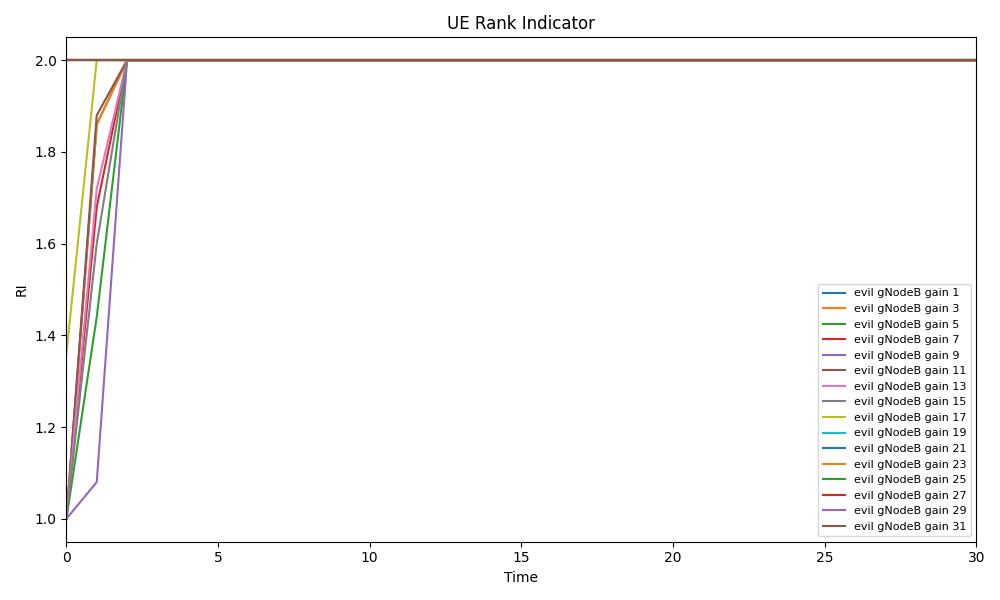 UE Rank Indicator
2.0
1.8
1.6
1.4
1.2
1.0
RI
0 5 10 15 20 25 30
Time
evil gNodeB gain 1
evil gNodeB gain 3
evil gNodeB gain 5
evil gNodeB gain 7
evil gNodeB gain 9
evil gNodeB gain 11
evil gNodeB gain 13
evil gNodeB gain 15
evil gNodeB gain 17
evil gNodeB gain 19
evil gNodeB gain 21
evil gNodeB gain 23
evil gNodeB gain 25
evil gNodeB gain 27
evil gNodeB gain 29
evil gNodeB gain 31